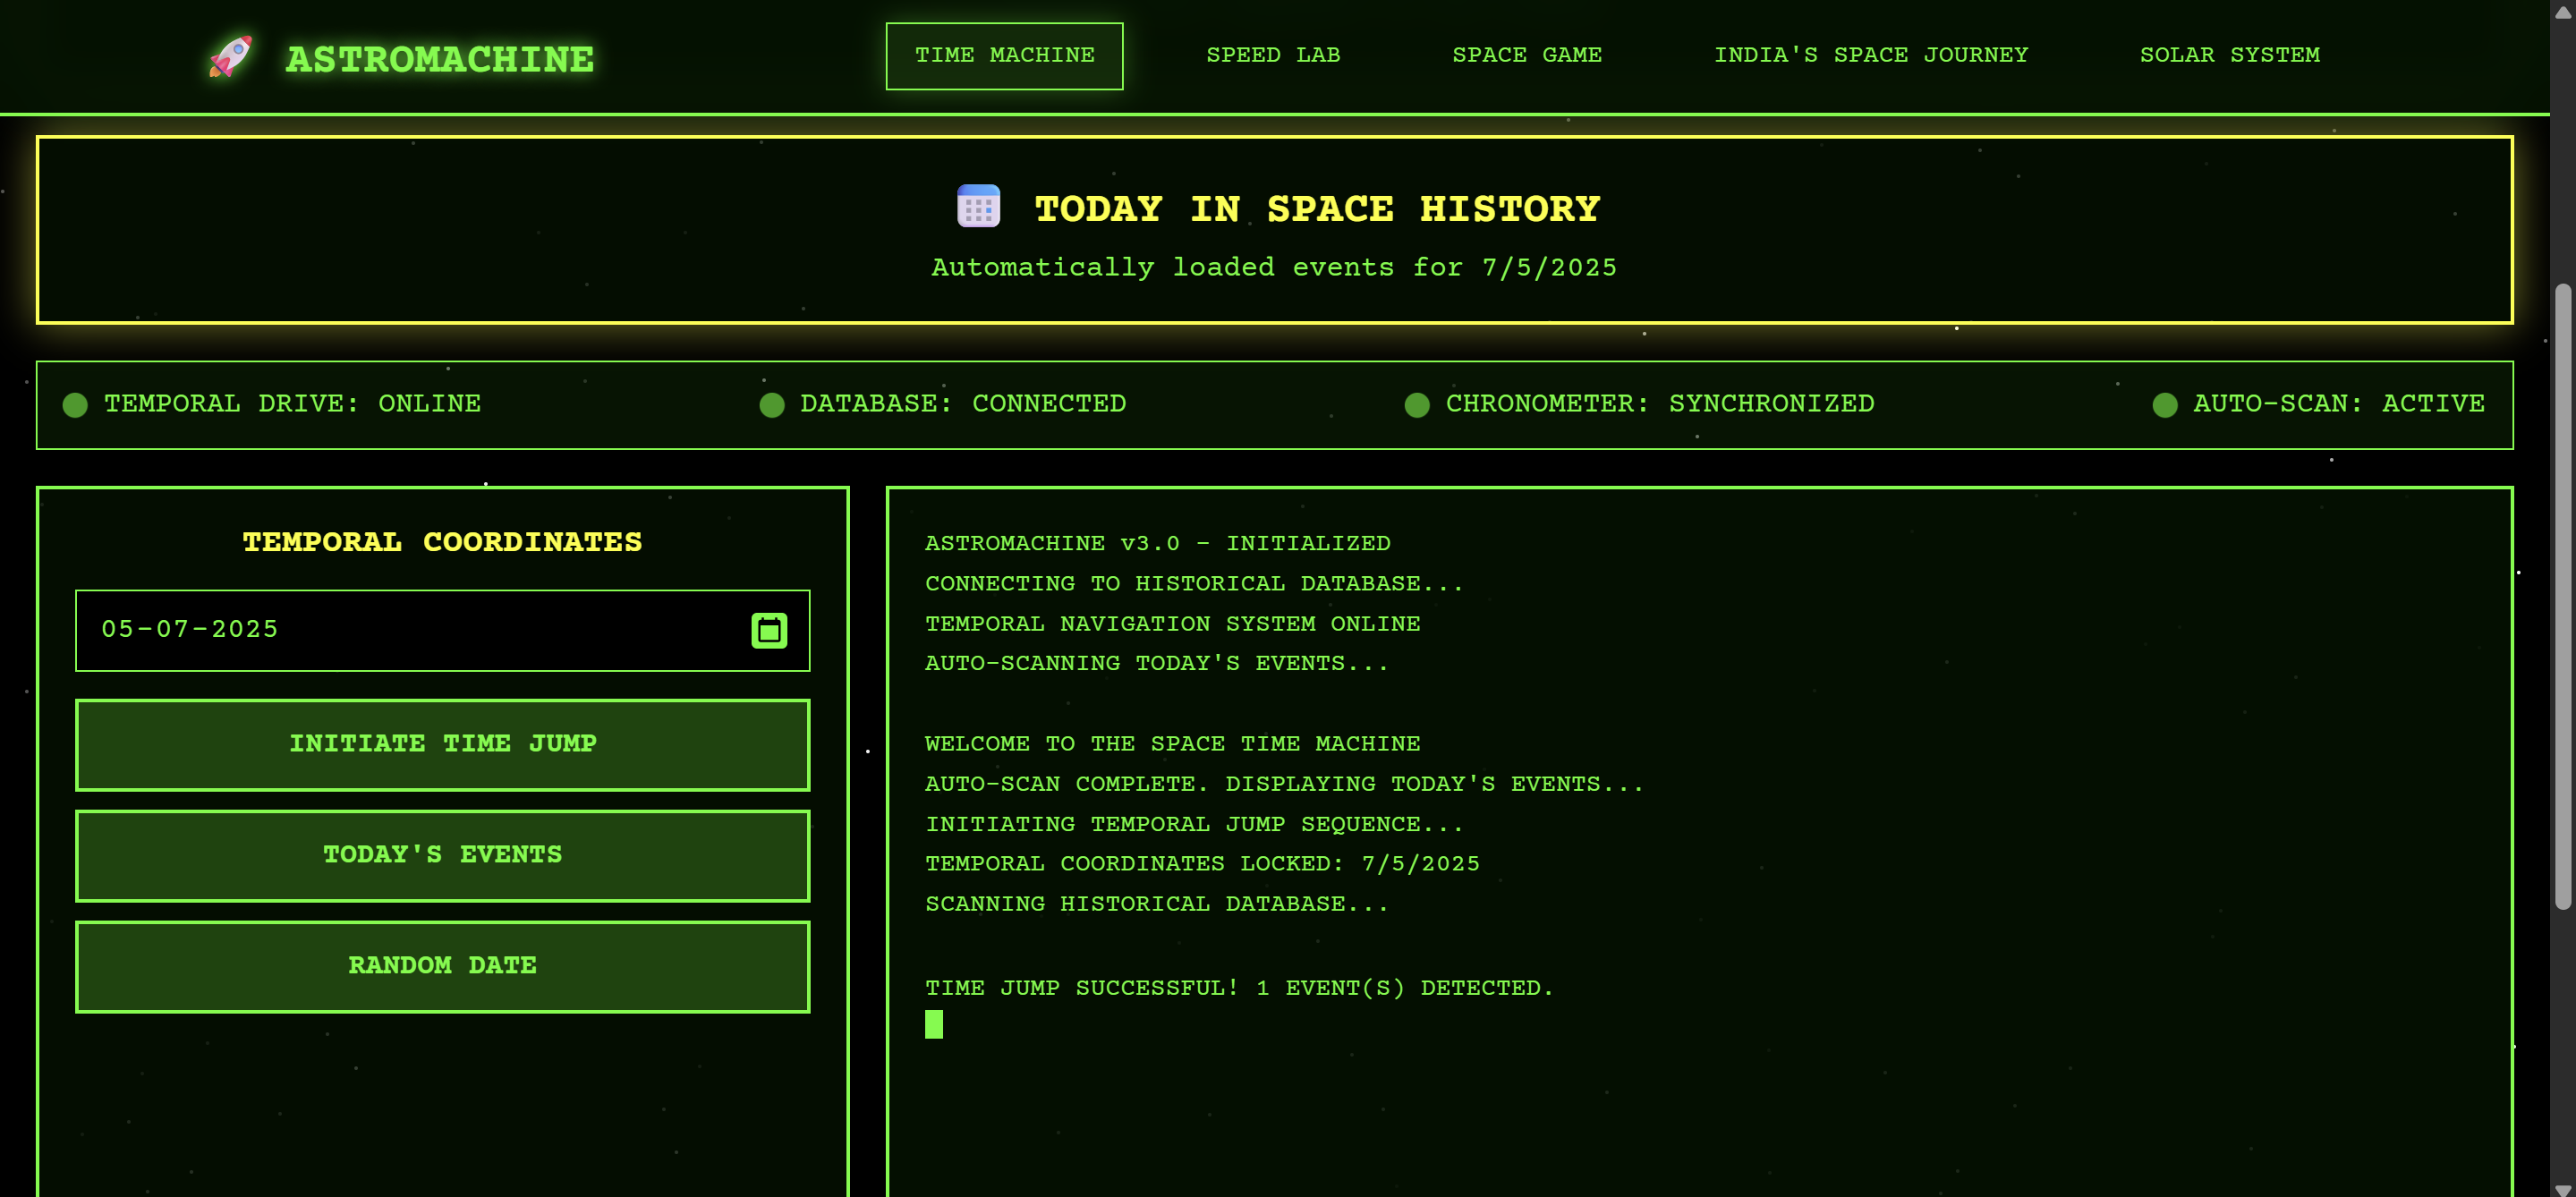 ASTROMACHINE
TIME MACHINE
SPEED LAB
SPACE GAME
INDIA'S SPACE JOURNEY
SOLAR SYSTEM
TODAY IN SPACE HISTORY
Automatically loaded events for 7/5/2025
TEMPORAL DRIVE: ONLINE
DATABASE: CONNECTED
CHRONOMETER: SYNCHRONIZED
AUTO-SCAN: ACTIVE
TEMPORAL COORDINATES
05-07-2025
INITIATE TIME JUMP
TODAY'S EVENTS
RANDOM DATE
ASTROMACHINE v3.0 - INITIALIZED
CONNECTING TO HISTORICAL DATABASE...
TEMPORAL NAVIGATION SYSTEM ONLINE
AUTO-SCANNING TODAY'S EVENTS...
WELCOME TO THE SPACE TIME MACHINE
AUTO-SCAN COMPLETE. DISPLAYING TODAY'S EVENTS...
INITIATING TEMPORAL JUMP SEQUENCE...
TEMPORAL COORDINATES LOCKED: 7/5/2025
SCANNING HISTORICAL DATABASE...
TIME JUMP SUCCESSFUL! 1 EVENT(S) DETECTED.